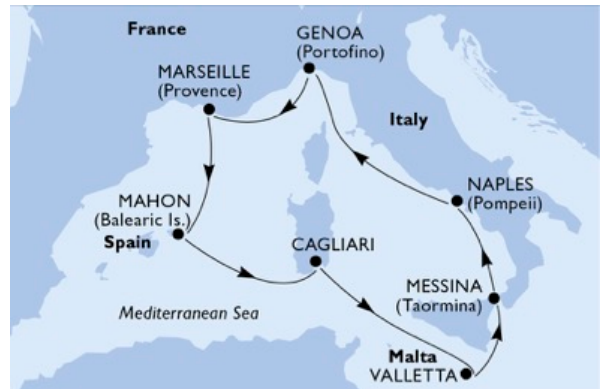 France
GENOA
(Portofino)
MARSEILLE
(Provence)
Italy
NAPLES
(Pompeii)
MAHON
(Balearic Is.)
Spain
CAGLIARI
MESSINA
(Taormina)
Mediterranean Sea
Malta
VALLETTA